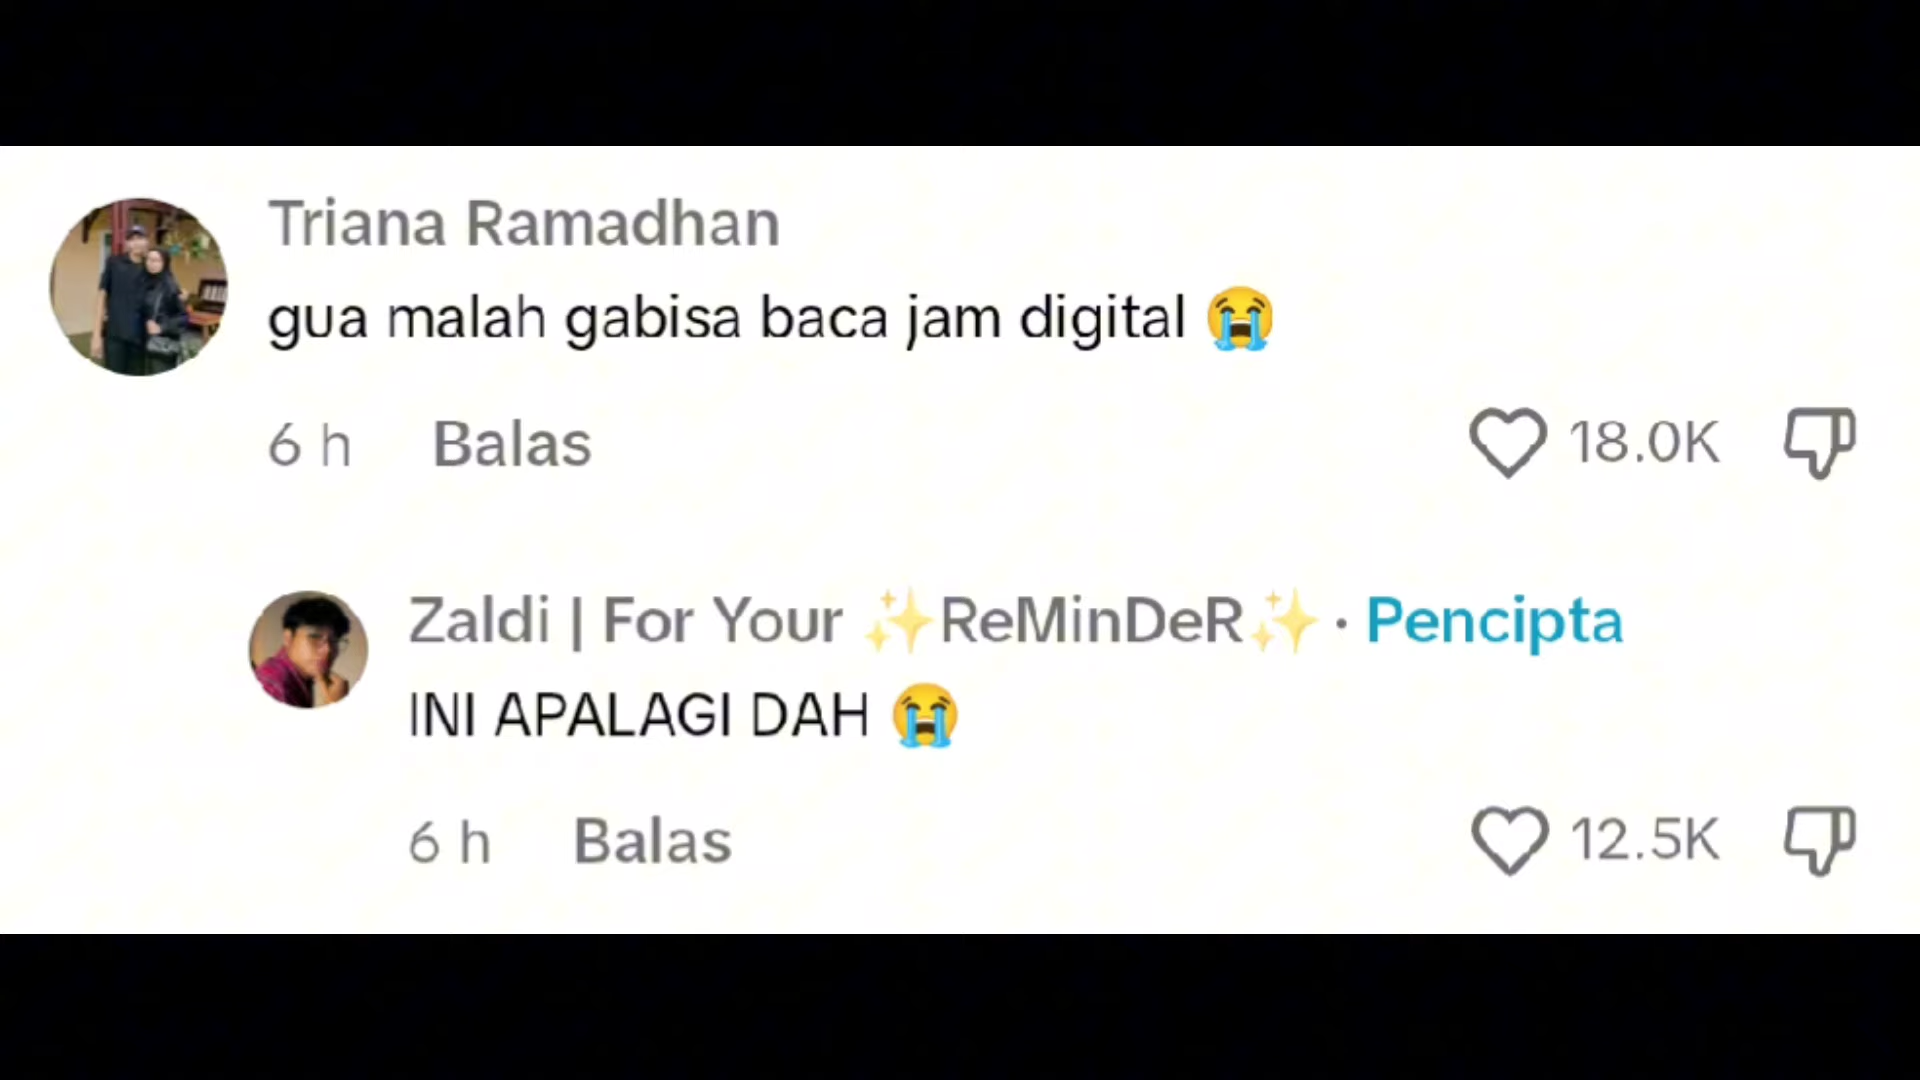 Triana Ramadhan
gua malah gabisa baca jam digital 😭
6 h Balas 18.0K
Zaldi | For Your ✨ReMinDeR✨ · Pencipta
INI APALAGI DAH 😭
6 h Balas 12.5K